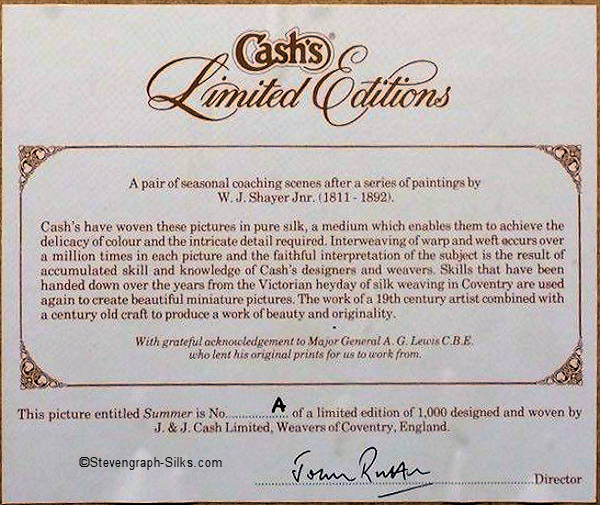 Cash's®
Limited Editions
A pair of seasonal coaching scenes after a series of paintings by
W. J. Shayer Jnr. (1811 - 1892).
Cash's have woven these pictures in pure silk, a medium which enables them to achieve the
delicacy of colour and the intricate detail required. Interweaving of warp and weft occurs over
a million times in each picture and the faithful interpretation of the subject is the result of
accumulated skill and knowledge of Cash's designers and weavers. Skills that have been
handed down over the years from the Victorian heyday of silk weaving in Coventry are used
again to create beautiful miniature pictures. The work of a 19th century artist combined with
a century old craft to produce a work of beauty and originality.
With grateful acknowledgement to Major General A. G. Lewis C.B.E.
who lent his original prints for us to work from.
This picture entitled Summer is No. A of a limited edition of 1,000 designed and woven by
J. & J. Cash Limited, Weavers of Coventry, England.
©Stevengraph-Silks.com
Director